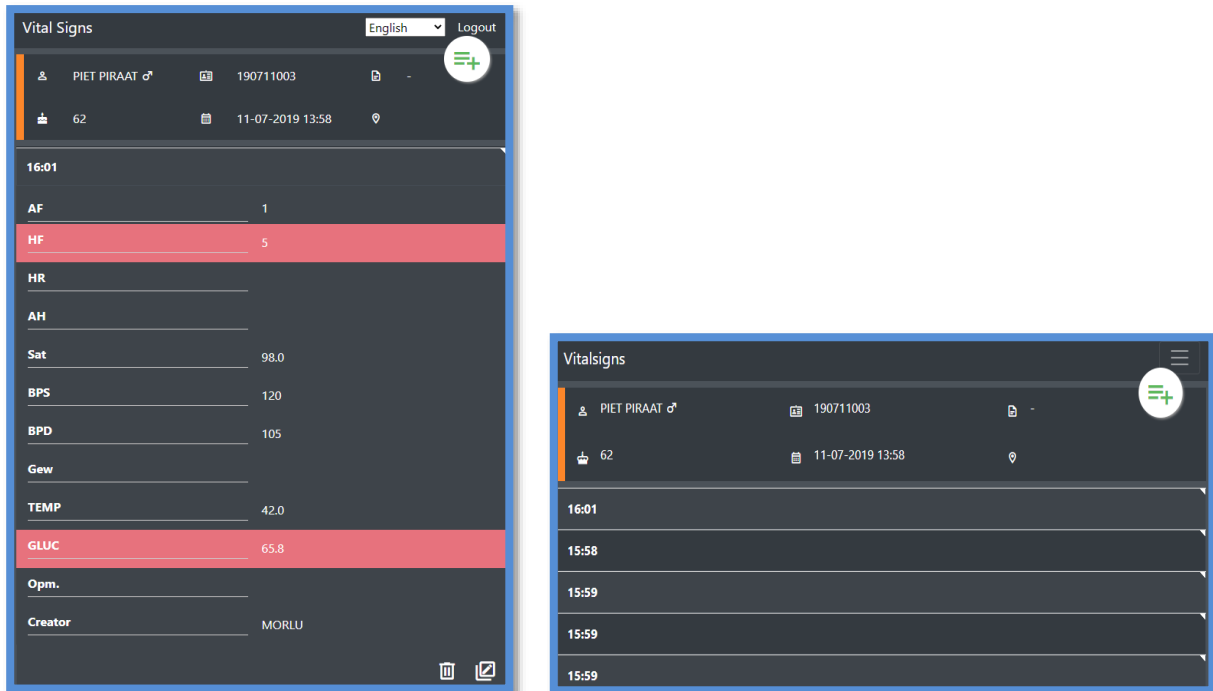 Vital Signs English Logout
PIET PIRAAT ♂ 190711003 -
62 11-07-2019 13:58
16:01
AF 1
HF 5
HR
AH
Sat 98.0
BPS 120
BPD 105
Gew
TEMP 42.0
GLUC 65.8
Opm.
Creator MORLU
Vitalsigns
PIET PIRAAT ♂ 190711003 -
62 11-07-2019 13:58
16:01
15:58
15:59
15:59
15:59